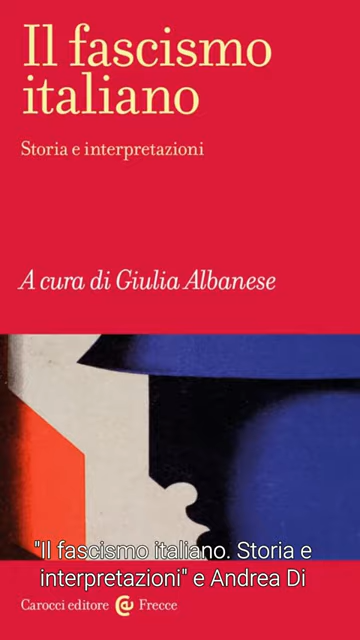 Il fascismo
italiano
Storia e interpretazioni
A cura di Giulia Albanese
"Il fascismo italiano. Storia e
interpretazioni" e Andrea Di
Carocci editore @ Frecce